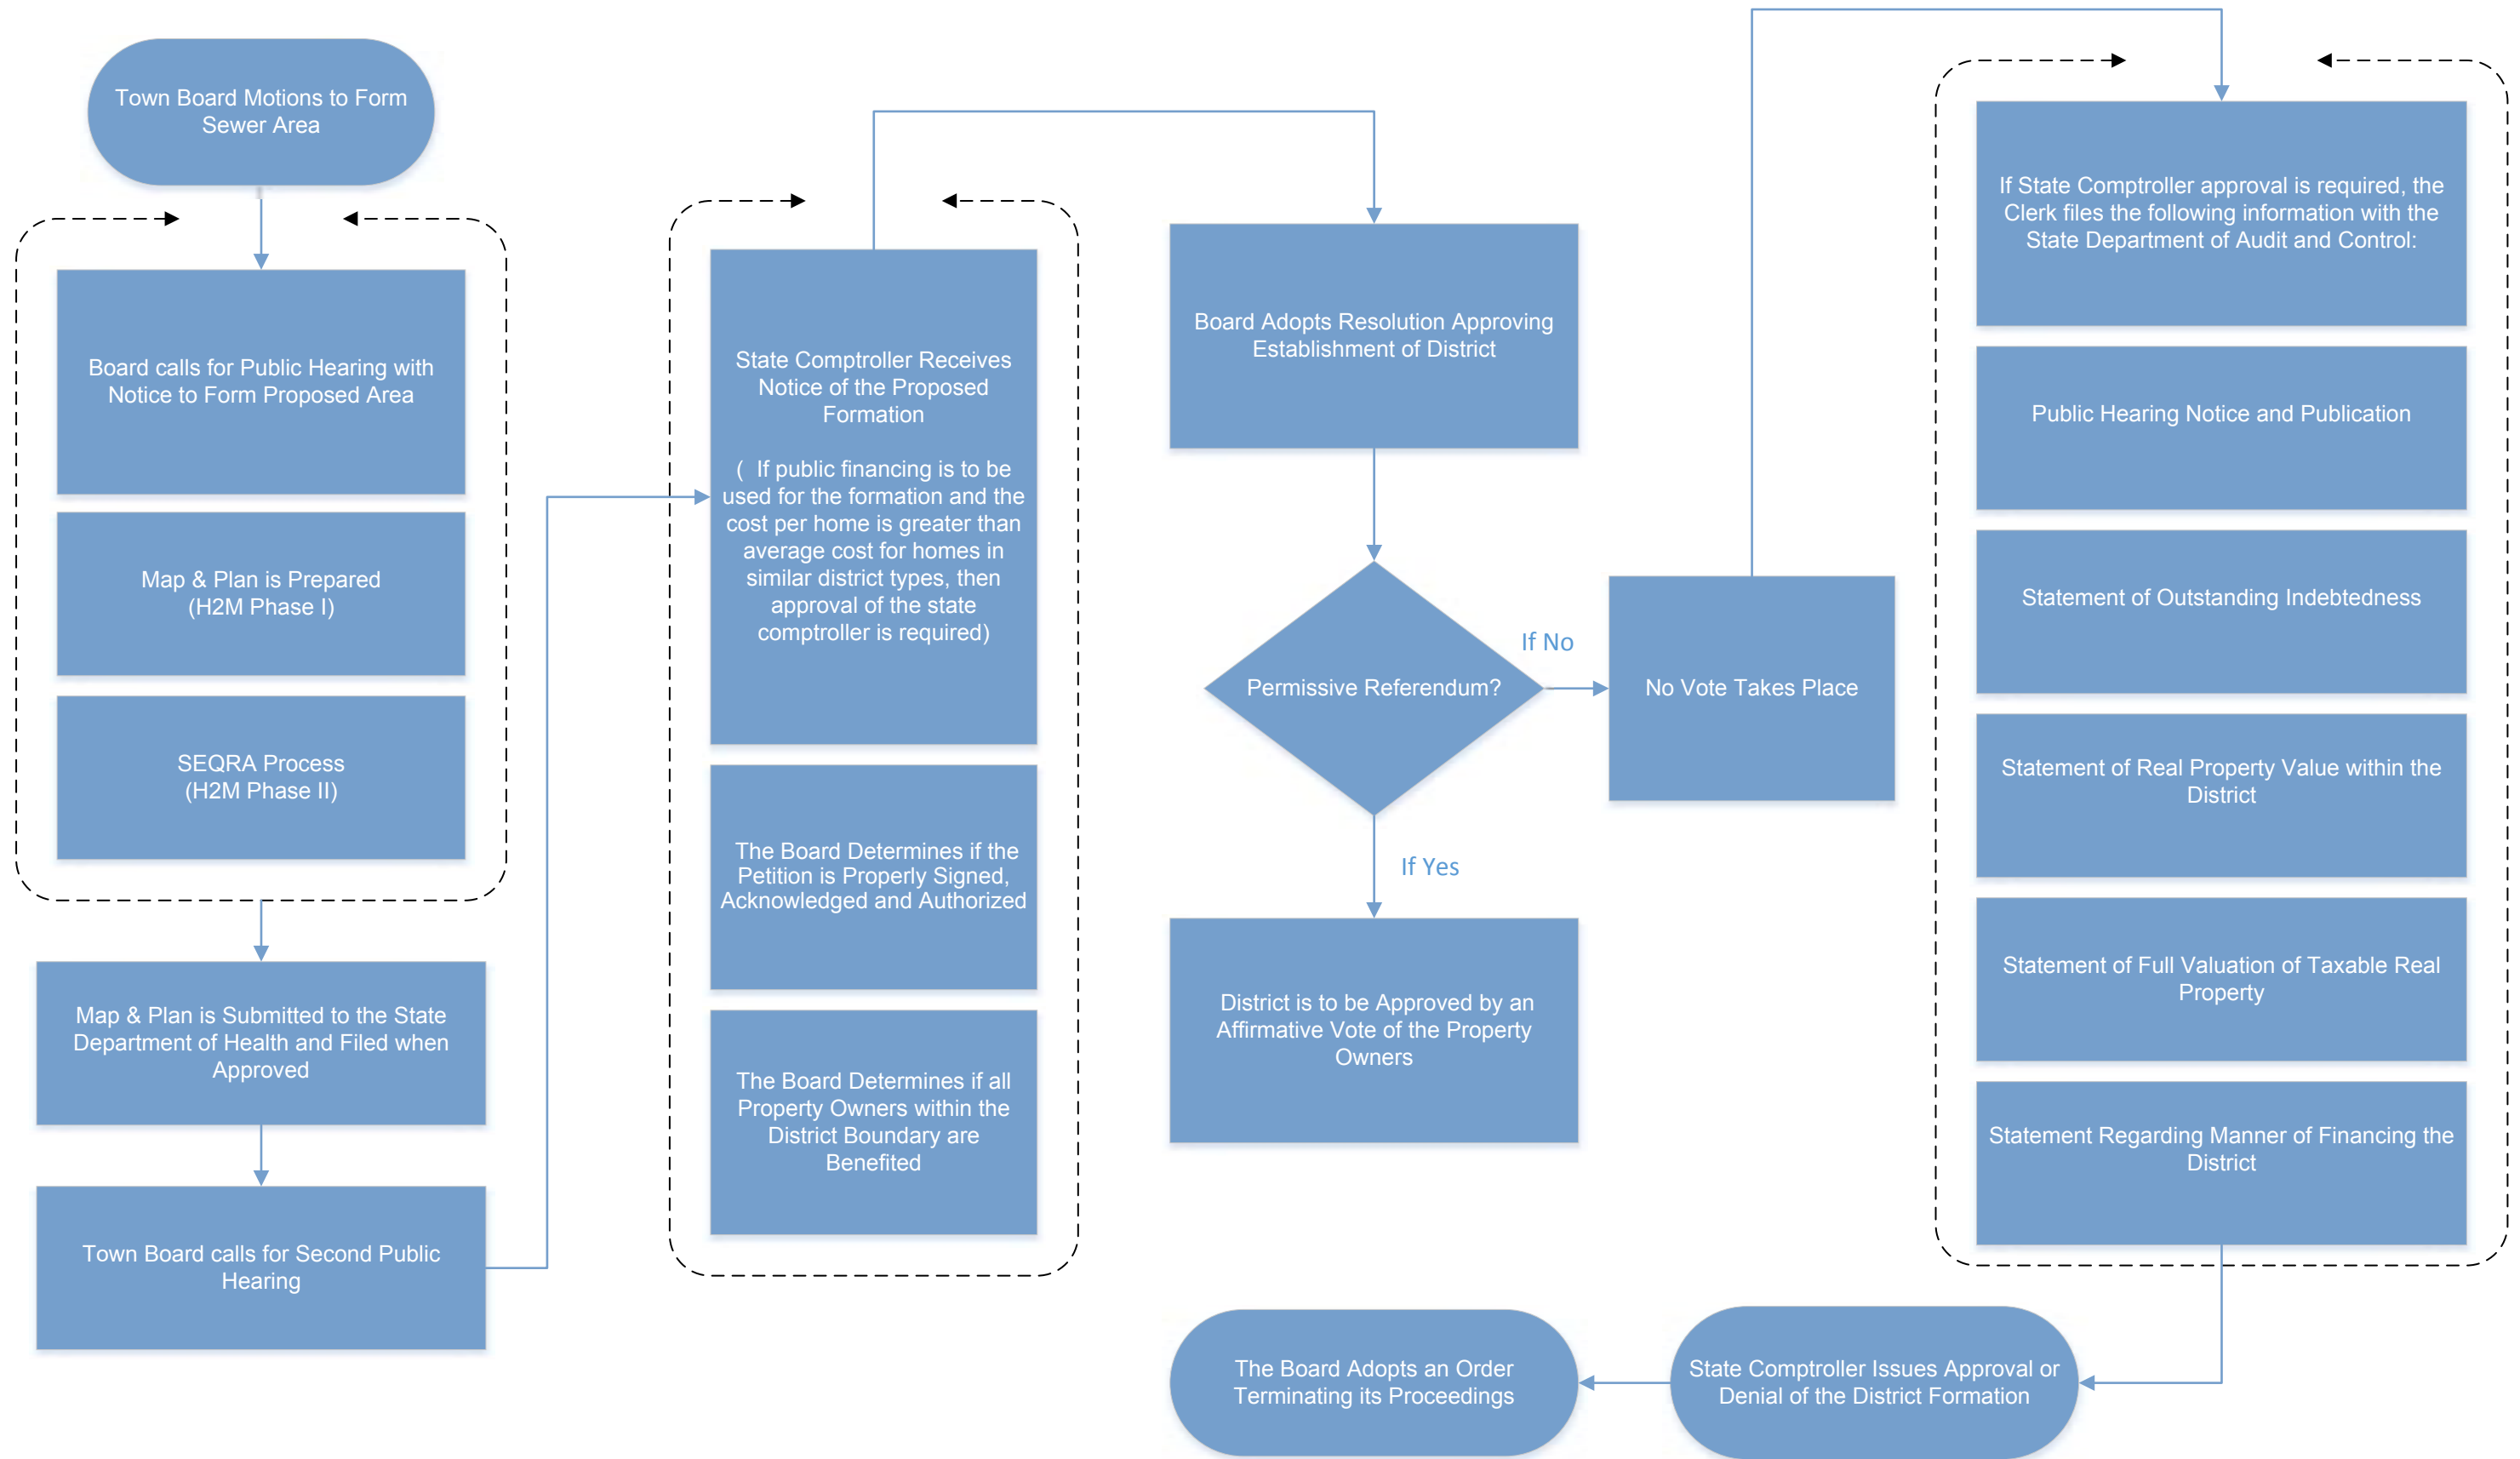 Town Board Motions to Form
Sewer Area
Board calls for Public Hearing with
Notice to Form Proposed Area
Map & Plan is Prepared
(H2M Phase I)
SEQRA Process
(H2M Phase II)
Map & Plan is Submitted to the State
Department of Health and Filed when
Approved
Town Board calls for Second Public
Hearing
State Comptroller Receives
Notice of the Proposed
Formation
( If public financing is to be
used for the formation and the
cost per home is greater than
average cost for homes in
similar district types, then
approval of the state
comptroller is required)
The Board Determines if the
Petition is Properly Signed,
Acknowledged and Authorized
The Board Determines if all
Property Owners within the
District Boundary are
Benefited
Board Adopts Resolution Approving
Establishment of District
Permissive Referendum?
If No
No Vote Takes Place
If Yes
District is to be Approved by an
Affirmative Vote of the Property
Owners
If State Comptroller approval is required, the
Clerk files the following information with the
State Department of Audit and Control:
Public Hearing Notice and Publication
Statement of Outstanding Indebtedness
Statement of Real Property Value within the
District
Statement of Full Valuation of Taxable Real
Property
Statement Regarding Manner of Financing the
District
State Comptroller Issues Approval or
Denial of the District Formation
The Board Adopts an Order
Terminating its Proceedings